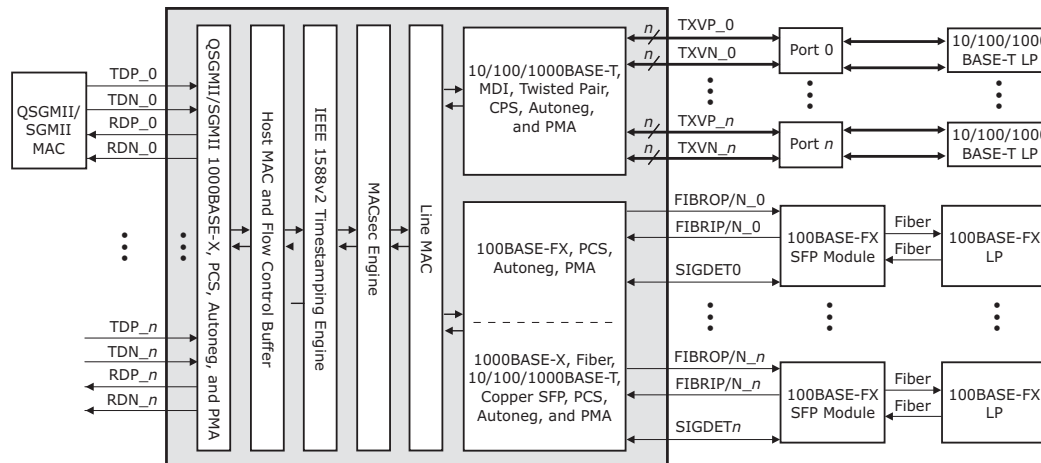 QSGMII/
SGMII
MAC
TDP_0
TDN_0
RDP_0
RDN_0
TDP_n
TDN_n
RDP_n
RDN_n
QSGMII/SGMII 1000BASE-X, PCS, Autoneg, and PMA
Host MAC and Flow Control Buffer
IEEE 1588v2 Timestamping Engine
MACsec Engine
Line MAC
10/100/1000BASE-T,
MDI, Twisted Pair,
CPS, Autoneg,
and PMA
100BASE-FX, PCS,
Autoneg, PMA
1000BASE-X, Fiber,
10/100/1000BASE-T,
Copper SFP, PCS,
Autoneg, and PMA
n
TXVP_0
n
TXVN_0
n
TXVP_n
n
TXVN_n
Port 0
Port n
10/100/1000
BASE-T LP
10/100/1000
BASE-T LP
FIBROP/N_0
FIBRIP/N_0
SIGDET0
100BASE-FX
SFP Module
Fiber
Fiber
100BASE-FX
LP
FIBROP/N_n
FIBRIP/N_n
SIGDETn
100BASE-FX
SFP Module
Fiber
Fiber
100BASE-FX
LP